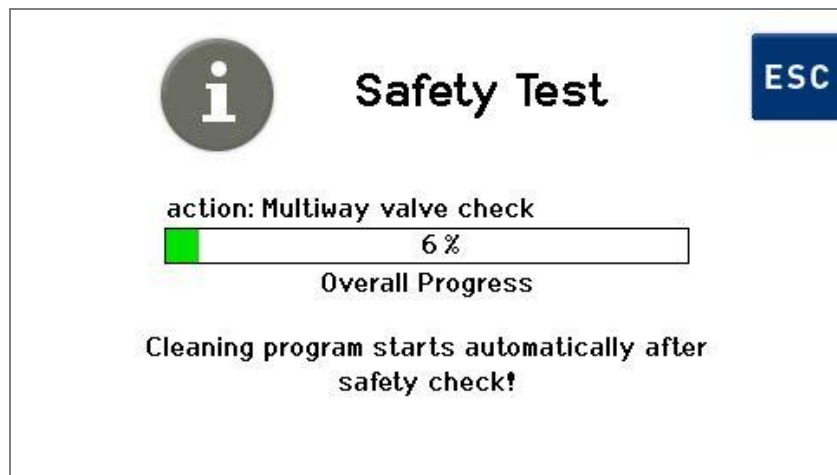 Safety Test
ESC
action: Multiway valve check
6 %
Overall Progress
Cleaning program starts automatically after
safety check!